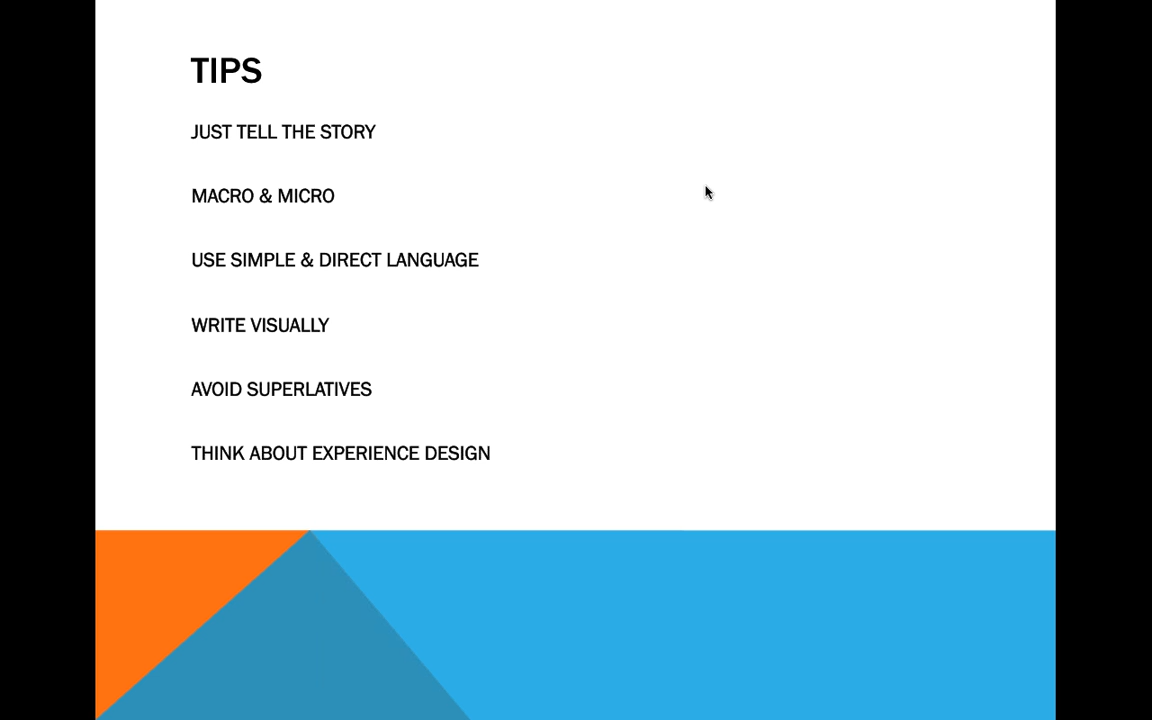 TIPS
JUST TELL THE STORY
MACRO & MICRO
USE SIMPLE & DIRECT LANGUAGE
WRITE VISUALLY
AVOID SUPERLATIVES
THINK ABOUT EXPERIENCE DESIGN